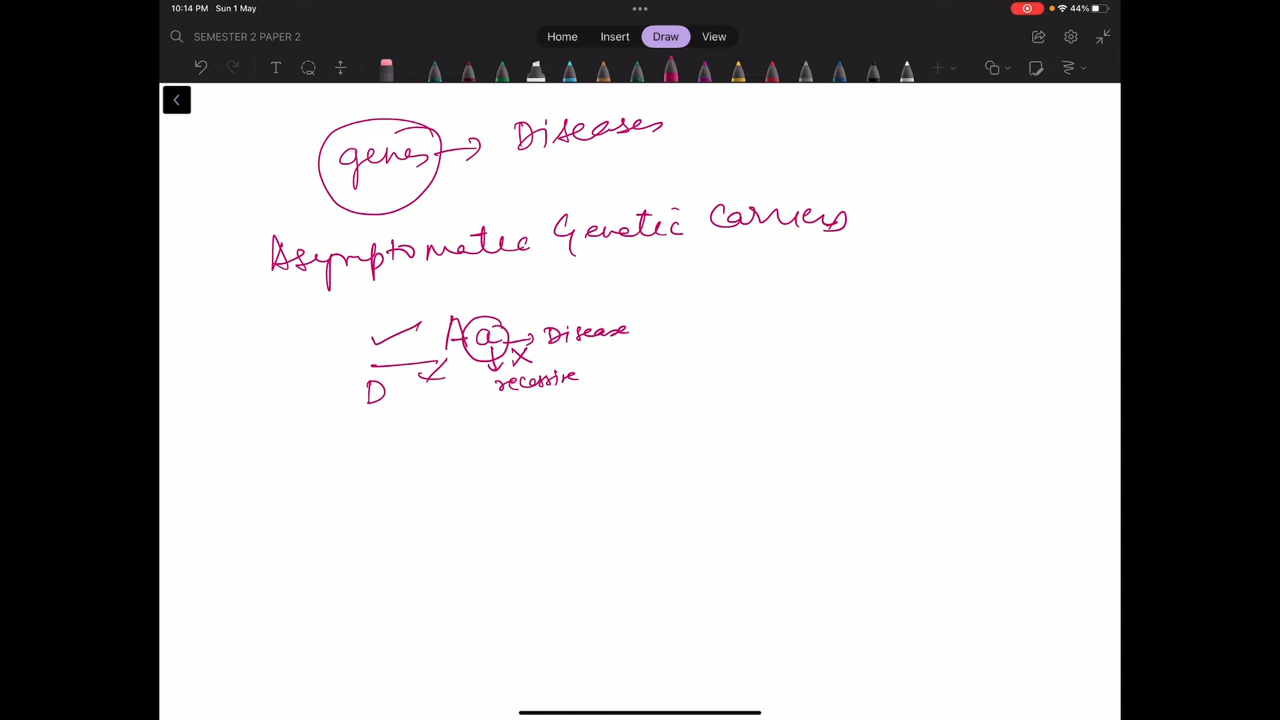 10:14 PM Sun 1 May
44%
SEMESTER 2 PAPER 2
Home Insert Draw View
genes → Diseases
Asymptomatic Genetic Carriers
Aa → Disease
recessive
D